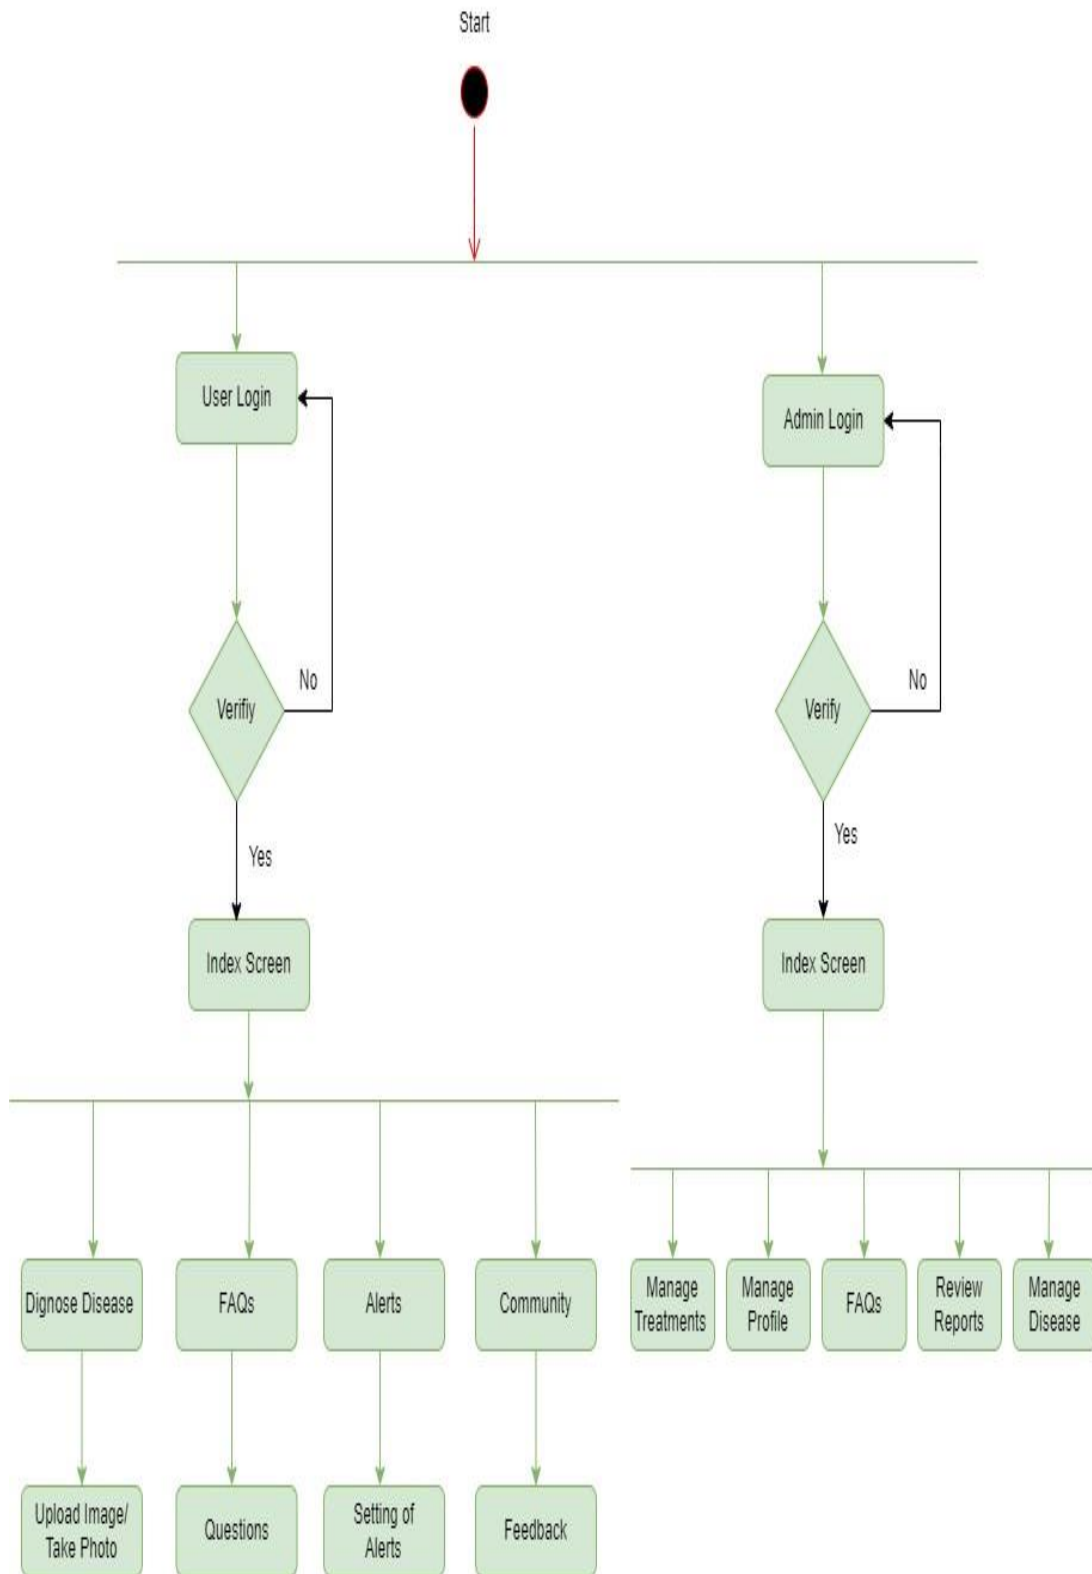 Start
User Login
Admin Login
No
No
Verifiy
Verify
Yes
Yes
Index Screen
Index Screen
Dignose Disease
FAQs
Alerts
Community
Manage
Treatments
Manage
Profile
FAQs
Review
Reports
Manage
Disease
Upload Image/
Take Photo
Questions
Setting of
Alerts
Feedback